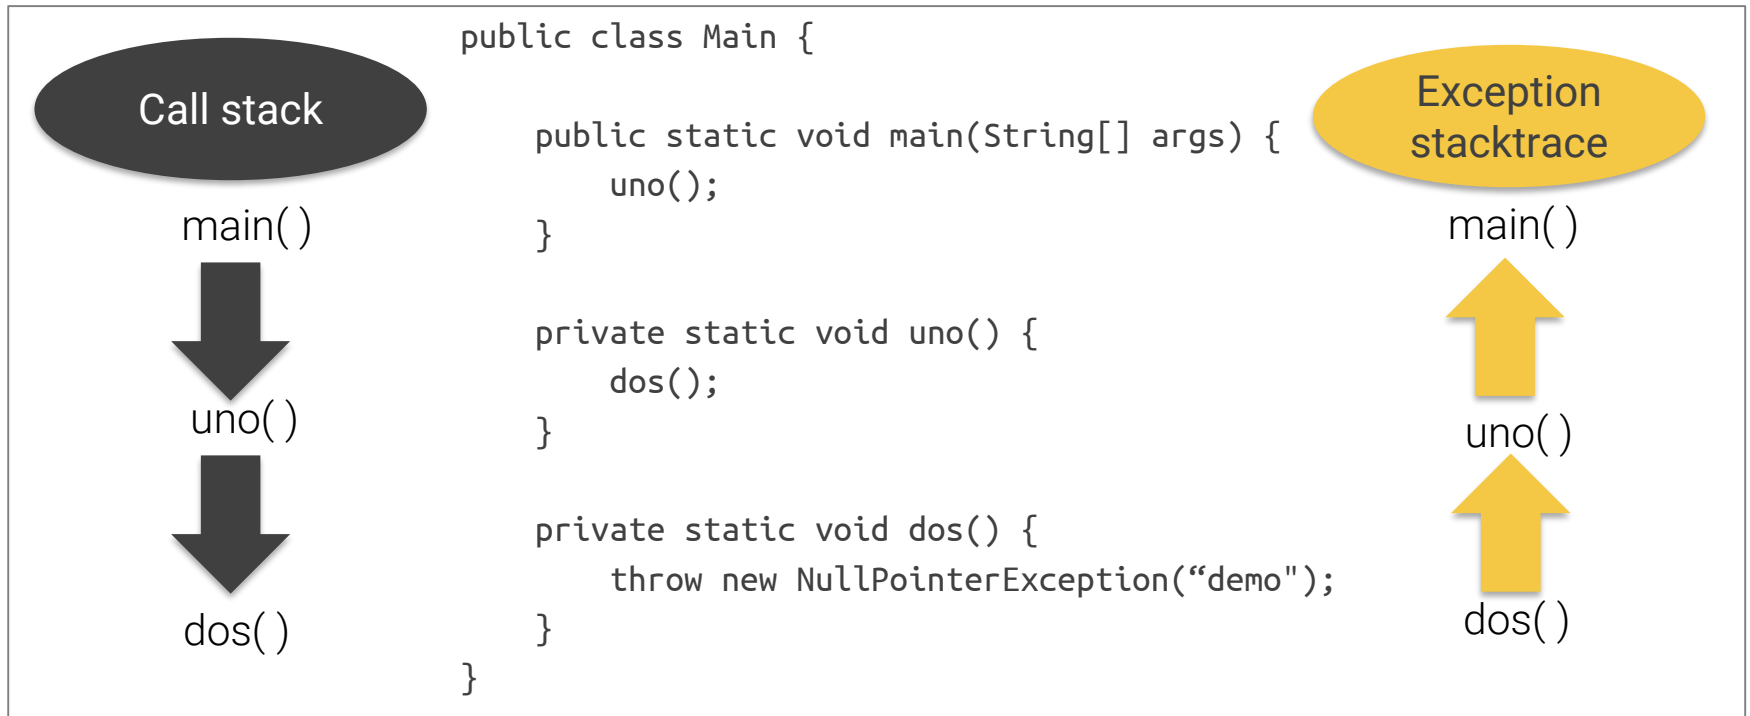 Call stack
main( )
uno( )
dos( )
public class Main {
    public static void main(String[] args) {
        uno();
    }
    private static void uno() {
        dos();
    }
    private static void dos() {
        throw new NullPointerException(“demo");
    }
}
Exception
stacktrace
main( )
uno( )
dos( )